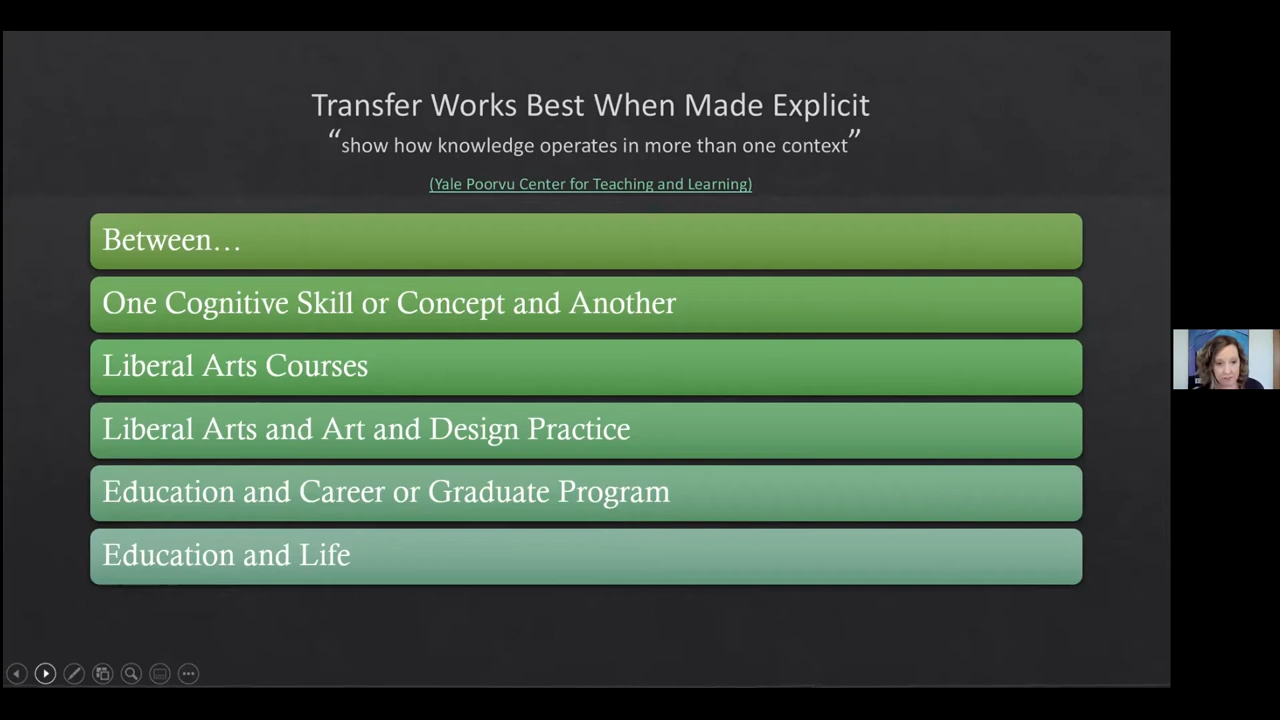 Transfer Works Best When Made Explicit
“show how knowledge operates in more than one context”
(Yale Poorvu Center for Teaching and Learning)
Between…
One Cognitive Skill or Concept and Another
Liberal Arts Courses
Liberal Arts and Art and Design Practice
Education and Career or Graduate Program
Education and Life